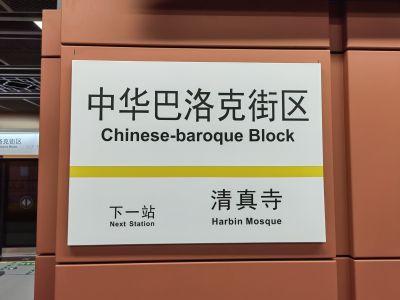 中华巴洛克街区
Chinese-baroque Block
下一站
Next Station
清真寺
Harbin Mosque